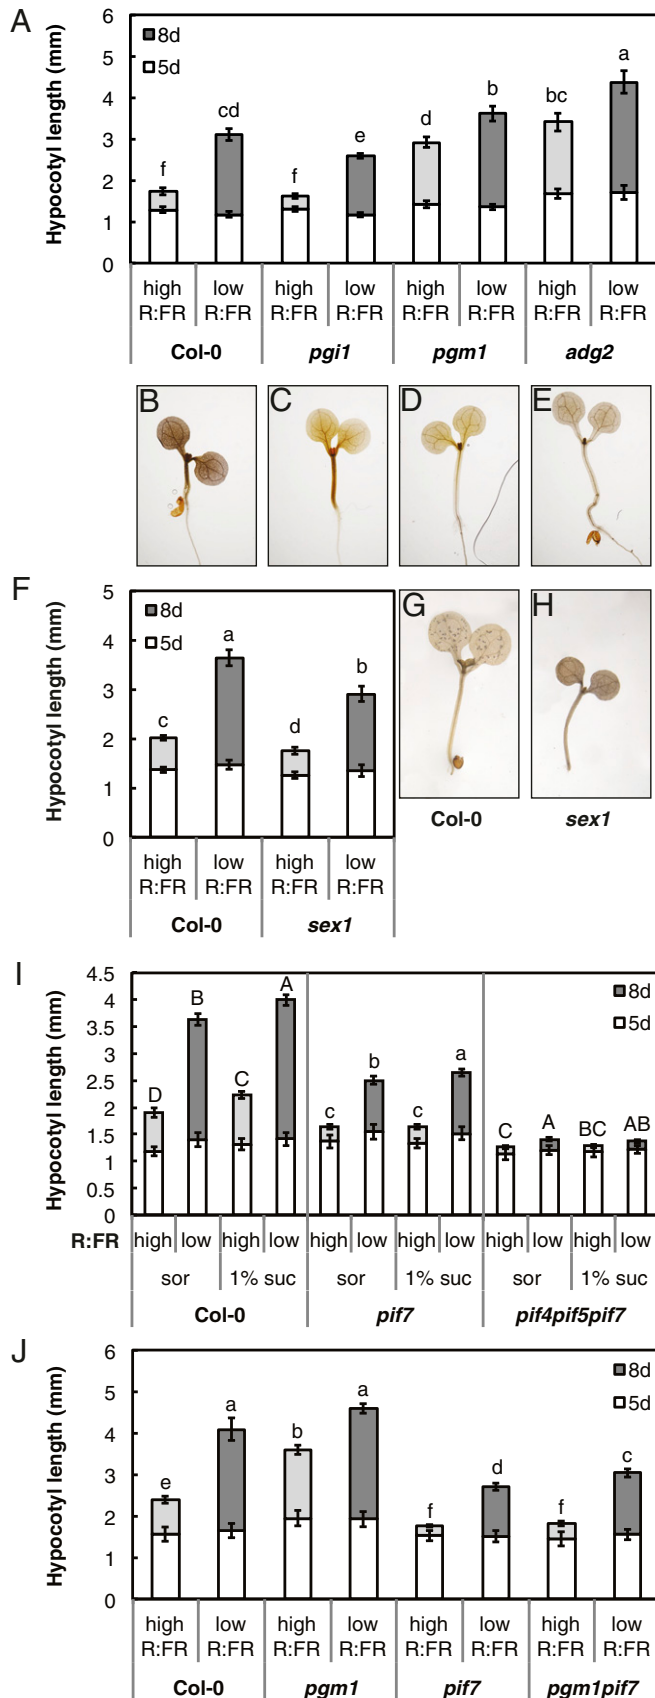 A
Hypocotyl length (mm)
6
5
4
3
2
1
0
8d
5d
f
cd
f
e
d
b
bc
a
high R:FR
low R:FR
high R:FR
low R:FR
high R:FR
low R:FR
high R:FR
low R:FR
Col-0
pgi1
pgm1
adg2
B
C
D
E
F
Hypocotyl length (mm)
5
4
3
2
1
0
8d
5d
c
a
d
b
high R:FR
low R:FR
high R:FR
low R:FR
Col-0
sex1
G
H
Col-0
sex1
I
Hypocotyl length (mm)
4.5
4
3.5
3
2.5
2
1.5
1
0.5
0
8d
5d
D
B
C
A
c
b
c
a
C
A
BC
AB
R:FR
high low high low high low high low high low high low
sor 1% suc sor 1% suc sor 1% suc
Col-0
pif7
pif4pif5pif7
J
Hypocotyl length (mm)
6
5
4
3
2
1
0
8d
5d
e
a
b
a
f
d
f
c
high R:FR
low R:FR
high R:FR
low R:FR
high R:FR
low R:FR
high R:FR
low R:FR
Col-0
pgm1
pif7
pgm1pif7